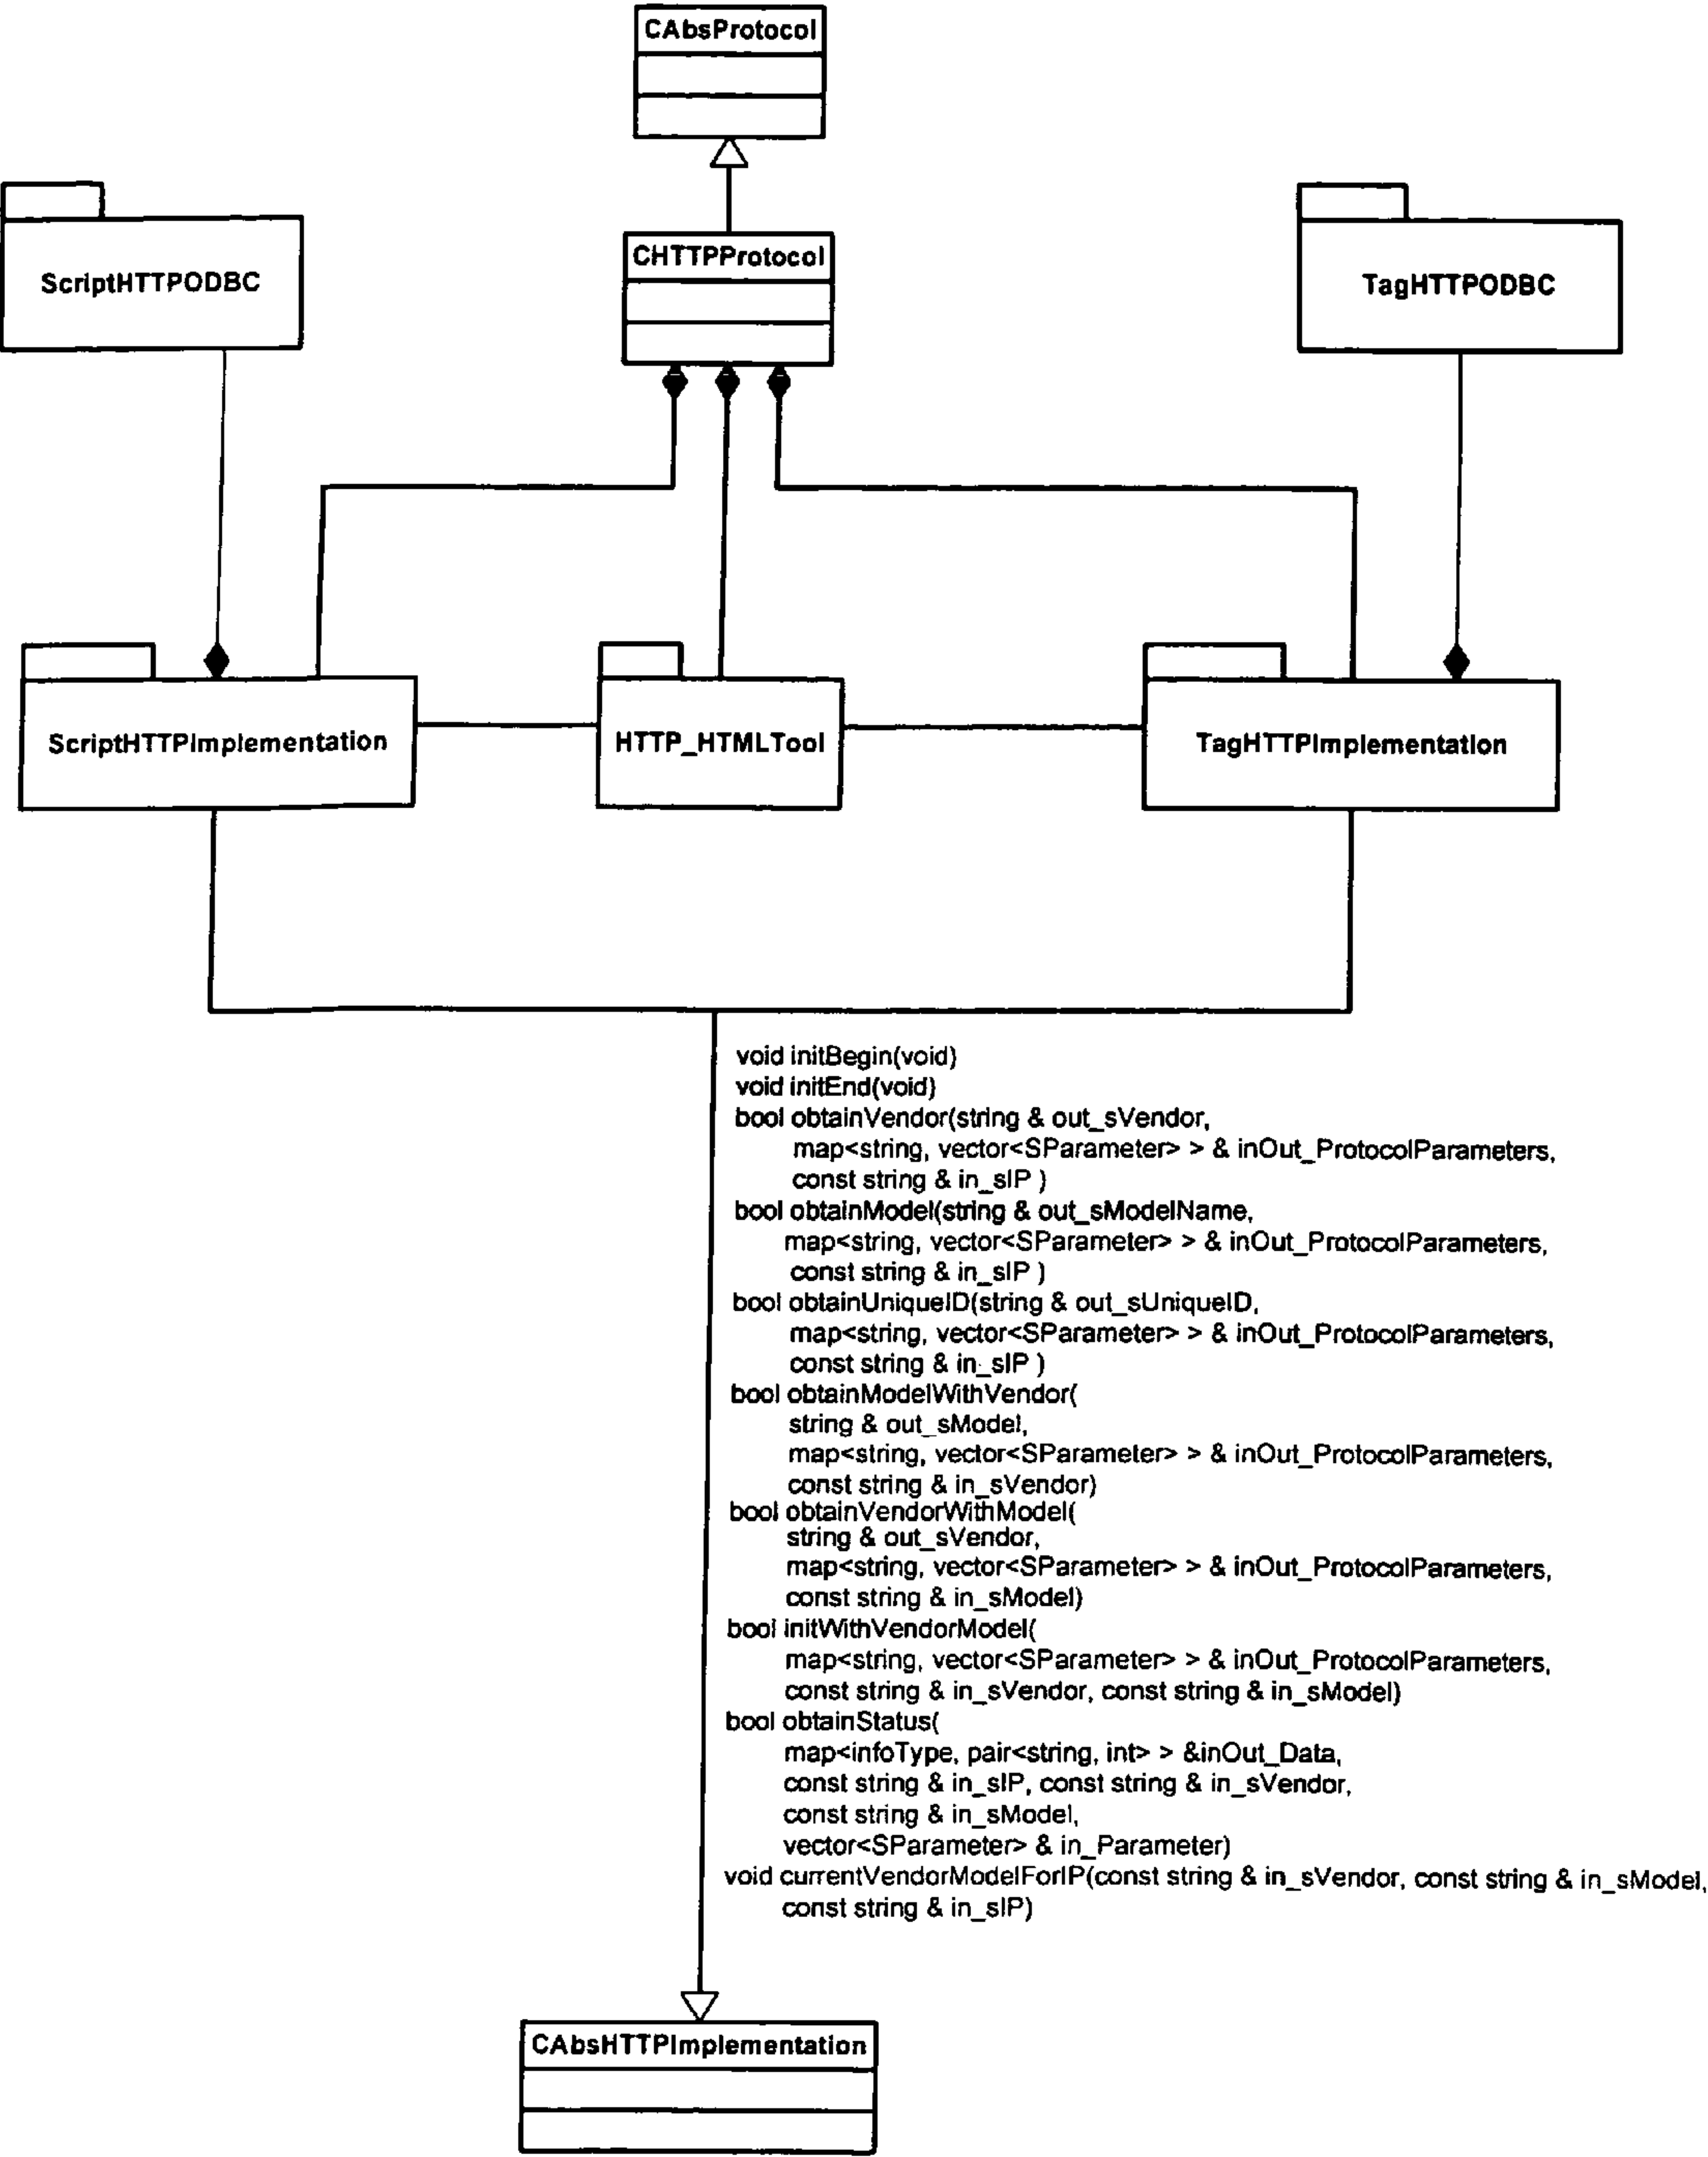 CAbsProtocol
ScriptHTTPODBC
CHTTPProtocol
TagHTTPODBC
ScriptHTTPImplementation
HTTP_HTMLTool
TagHTTPImplementation
void initBegin(void)
void initEnd(void)
bool obtainVendor(string & out_sVendor,
map<string, vector<SParameter> > & inOut_ProtocolParameters,
const string & in_sIP )
bool obtainModel(string & out_sModelName,
map<string, vector<SParameter> > & inOut_ProtocolParameters,
const string & in_sIP )
bool obtainUniqueID(string & out_sUniqueID,
map<string, vector<SParameter> > & inOut_ProtocolParameters,
const string & in_sIP )
bool obtainModelWithVendor(
string & out_sModel,
map<string, vector<SParameter> > & inOut_ProtocolParameters,
const string & in_sVendor)
bool obtainVendorWithModel(
string & out_sVendor,
map<string, vector<SParameter> > & inOut_ProtocolParameters,
const string & in_sModel)
bool initWithVendorModel(
map<string, vector<SParameter> > & inOut_ProtocolParameters,
const string & in_sVendor, const string & in_sModel)
bool obtainStatus(
map<infoType, pair<string, int> > &inOut_Data,
const string & in_sIP, const string & in_sVendor,
const string & in_sModel,
vector<SParameter> & in_Parameter)
void currentVendorModelForIP(const string & in_sVendor, const string & in_sModel,
const string & in_sIP)
CAbsHTTPImplementation